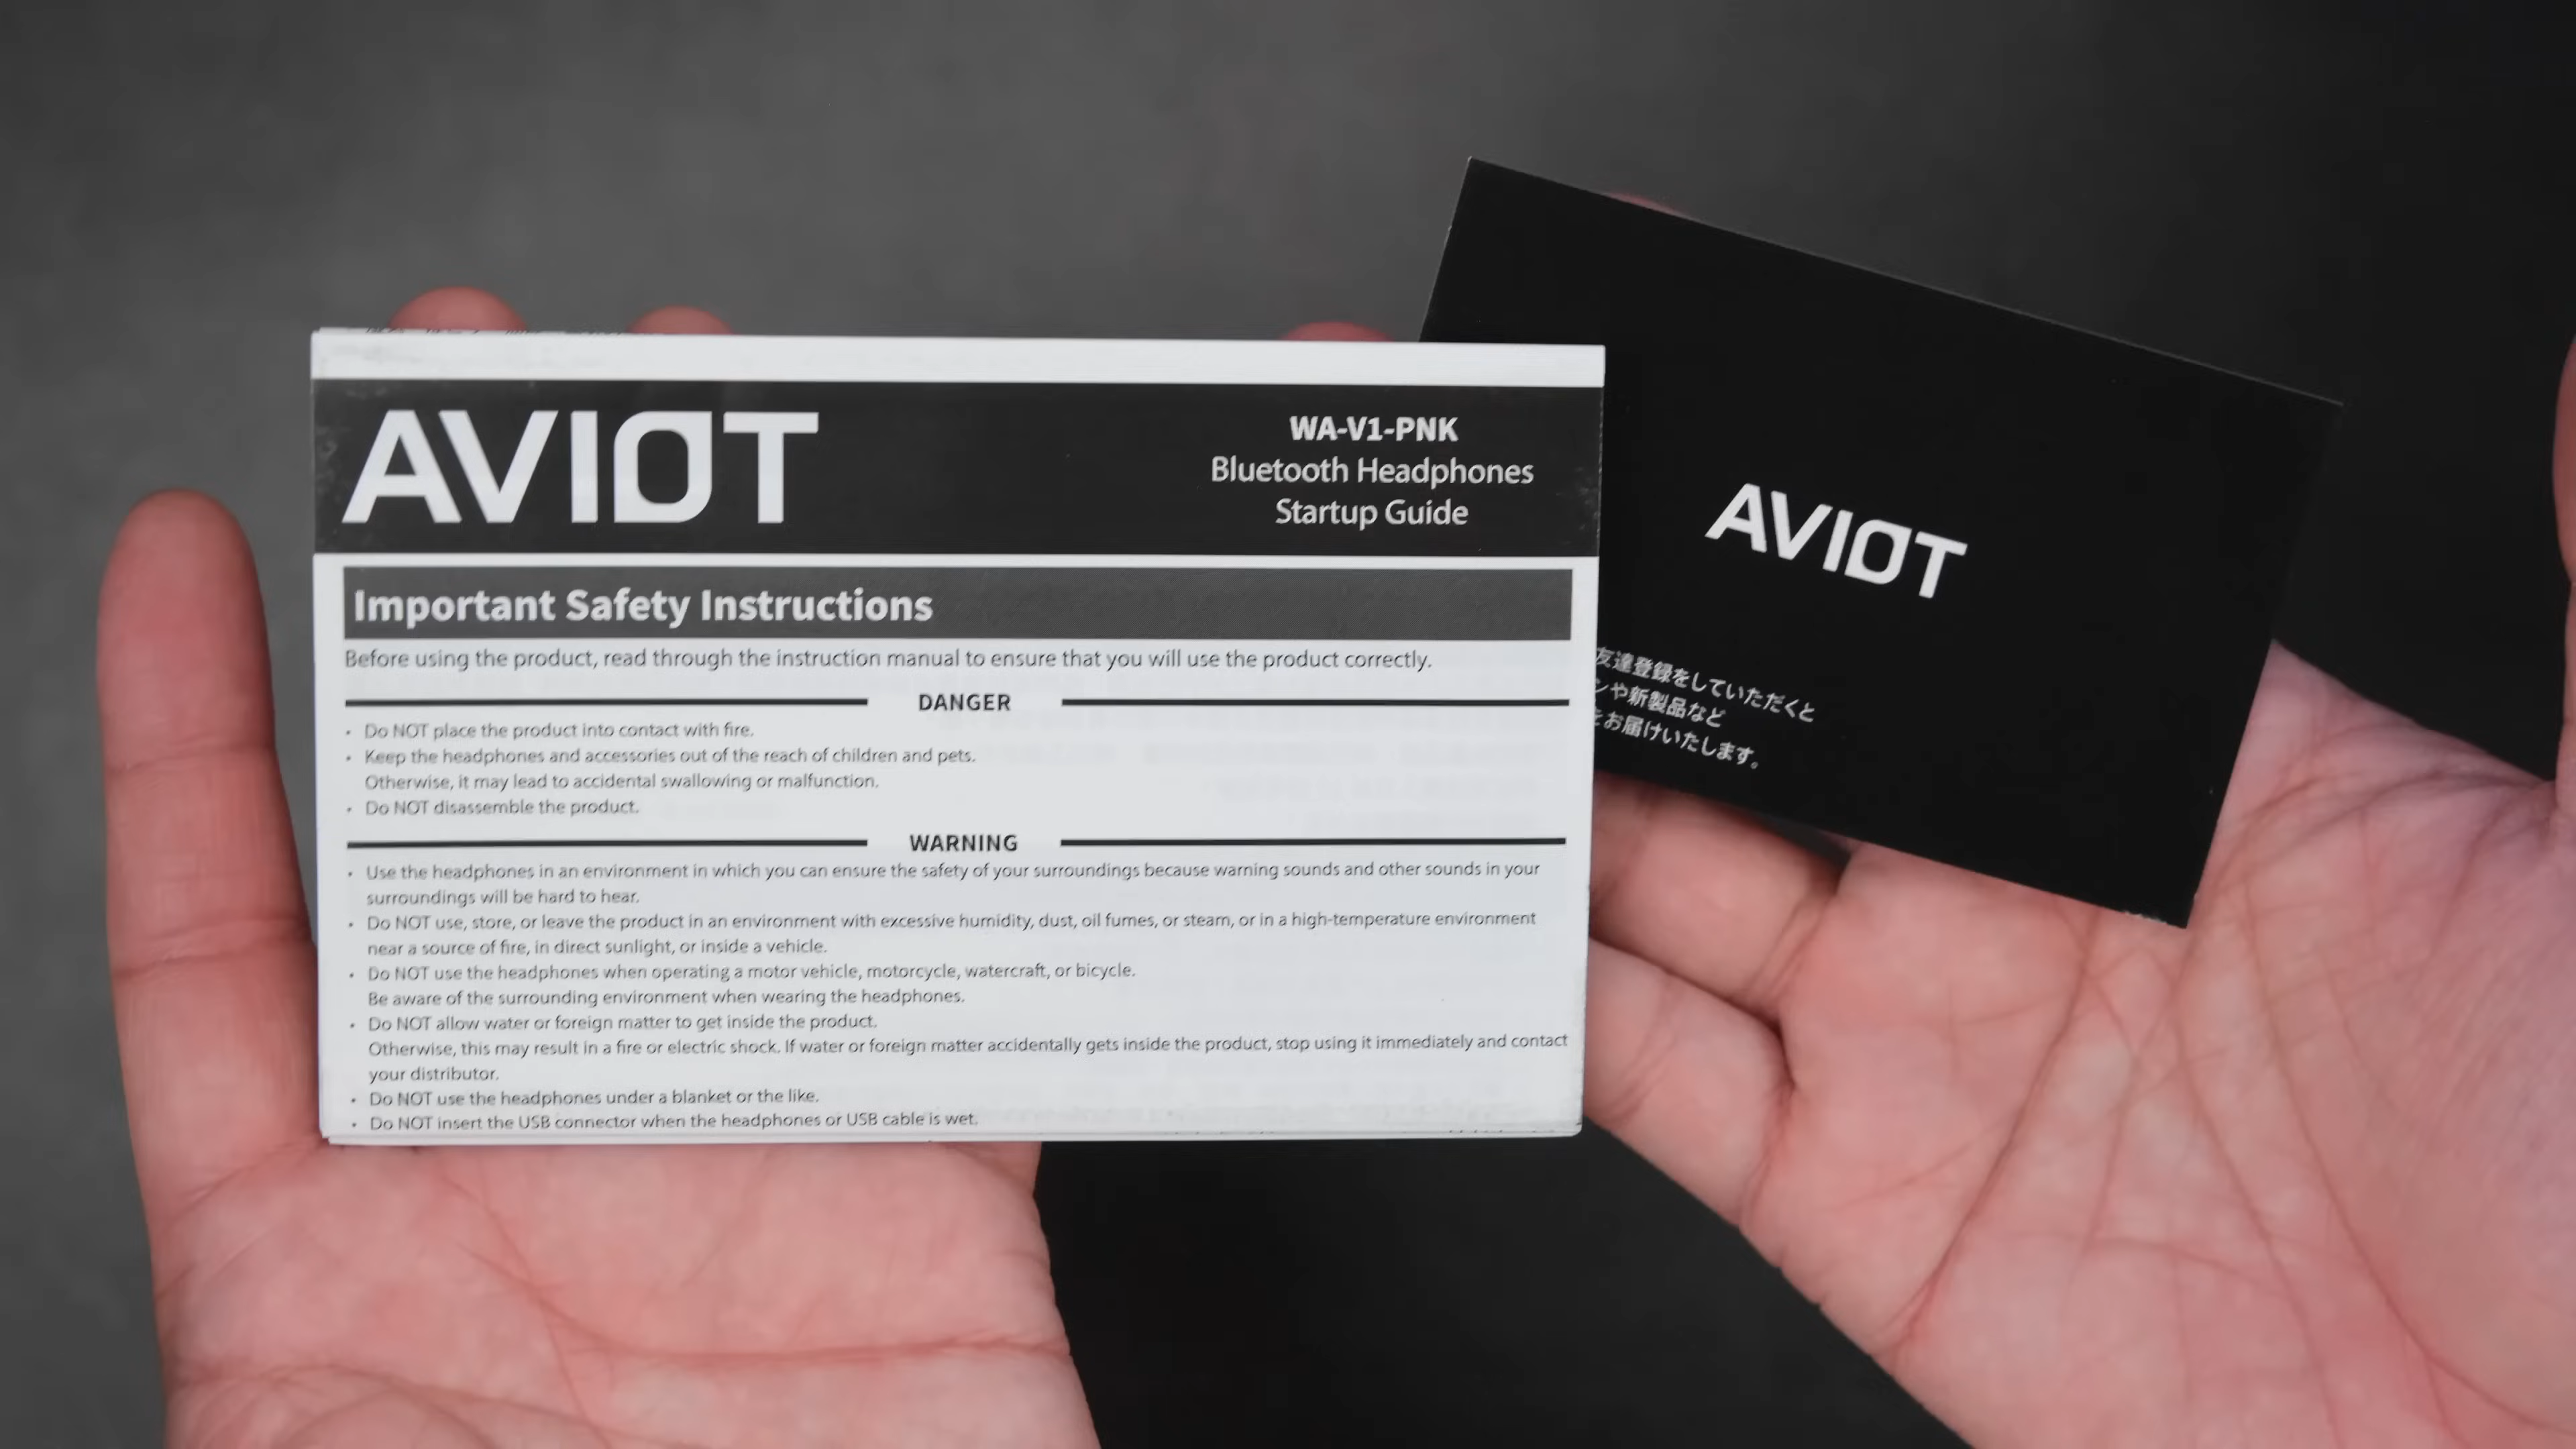 AVIOT
WA-V1-PNK
Bluetooth Headphones
Startup Guide
Important Safety Instructions
Before using the product, read through the instruction manual to ensure that you will use the product correctly.
DANGER
• Do NOT place the product into contact with fire.
• Keep the headphones and accessories out of the reach of children and pets.
Otherwise, it may lead to accidental swallowing or malfunction.
• Do NOT disassemble the product.
WARNING
• Use the headphones in an environment in which you can ensure the safety of your surroundings because warning sounds and other sounds in your
surroundings will be hard to hear.
• Do NOT use, store, or leave the product in an environment with excessive humidity, dust, oil fumes, or steam, or in a high-temperature environment
near a source of fire, in direct sunlight, or inside a vehicle.
• Do NOT use the headphones when operating a motor vehicle, motorcycle, watercraft, or bicycle.
Be aware of the surrounding environment when wearing the headphones.
• Do NOT allow water or foreign matter to get inside the product.
Otherwise, this may result in a fire or electric shock. If water or foreign matter accidentally gets inside the product, stop using it immediately and contact
your distributor.
• Do NOT use the headphones under a blanket or the like.
• Do NOT insert the USB connector when the headphones or USB cable is wet.
AVIOT
友達登録をしていただくと
ンや新製品など
をお届けいたします。